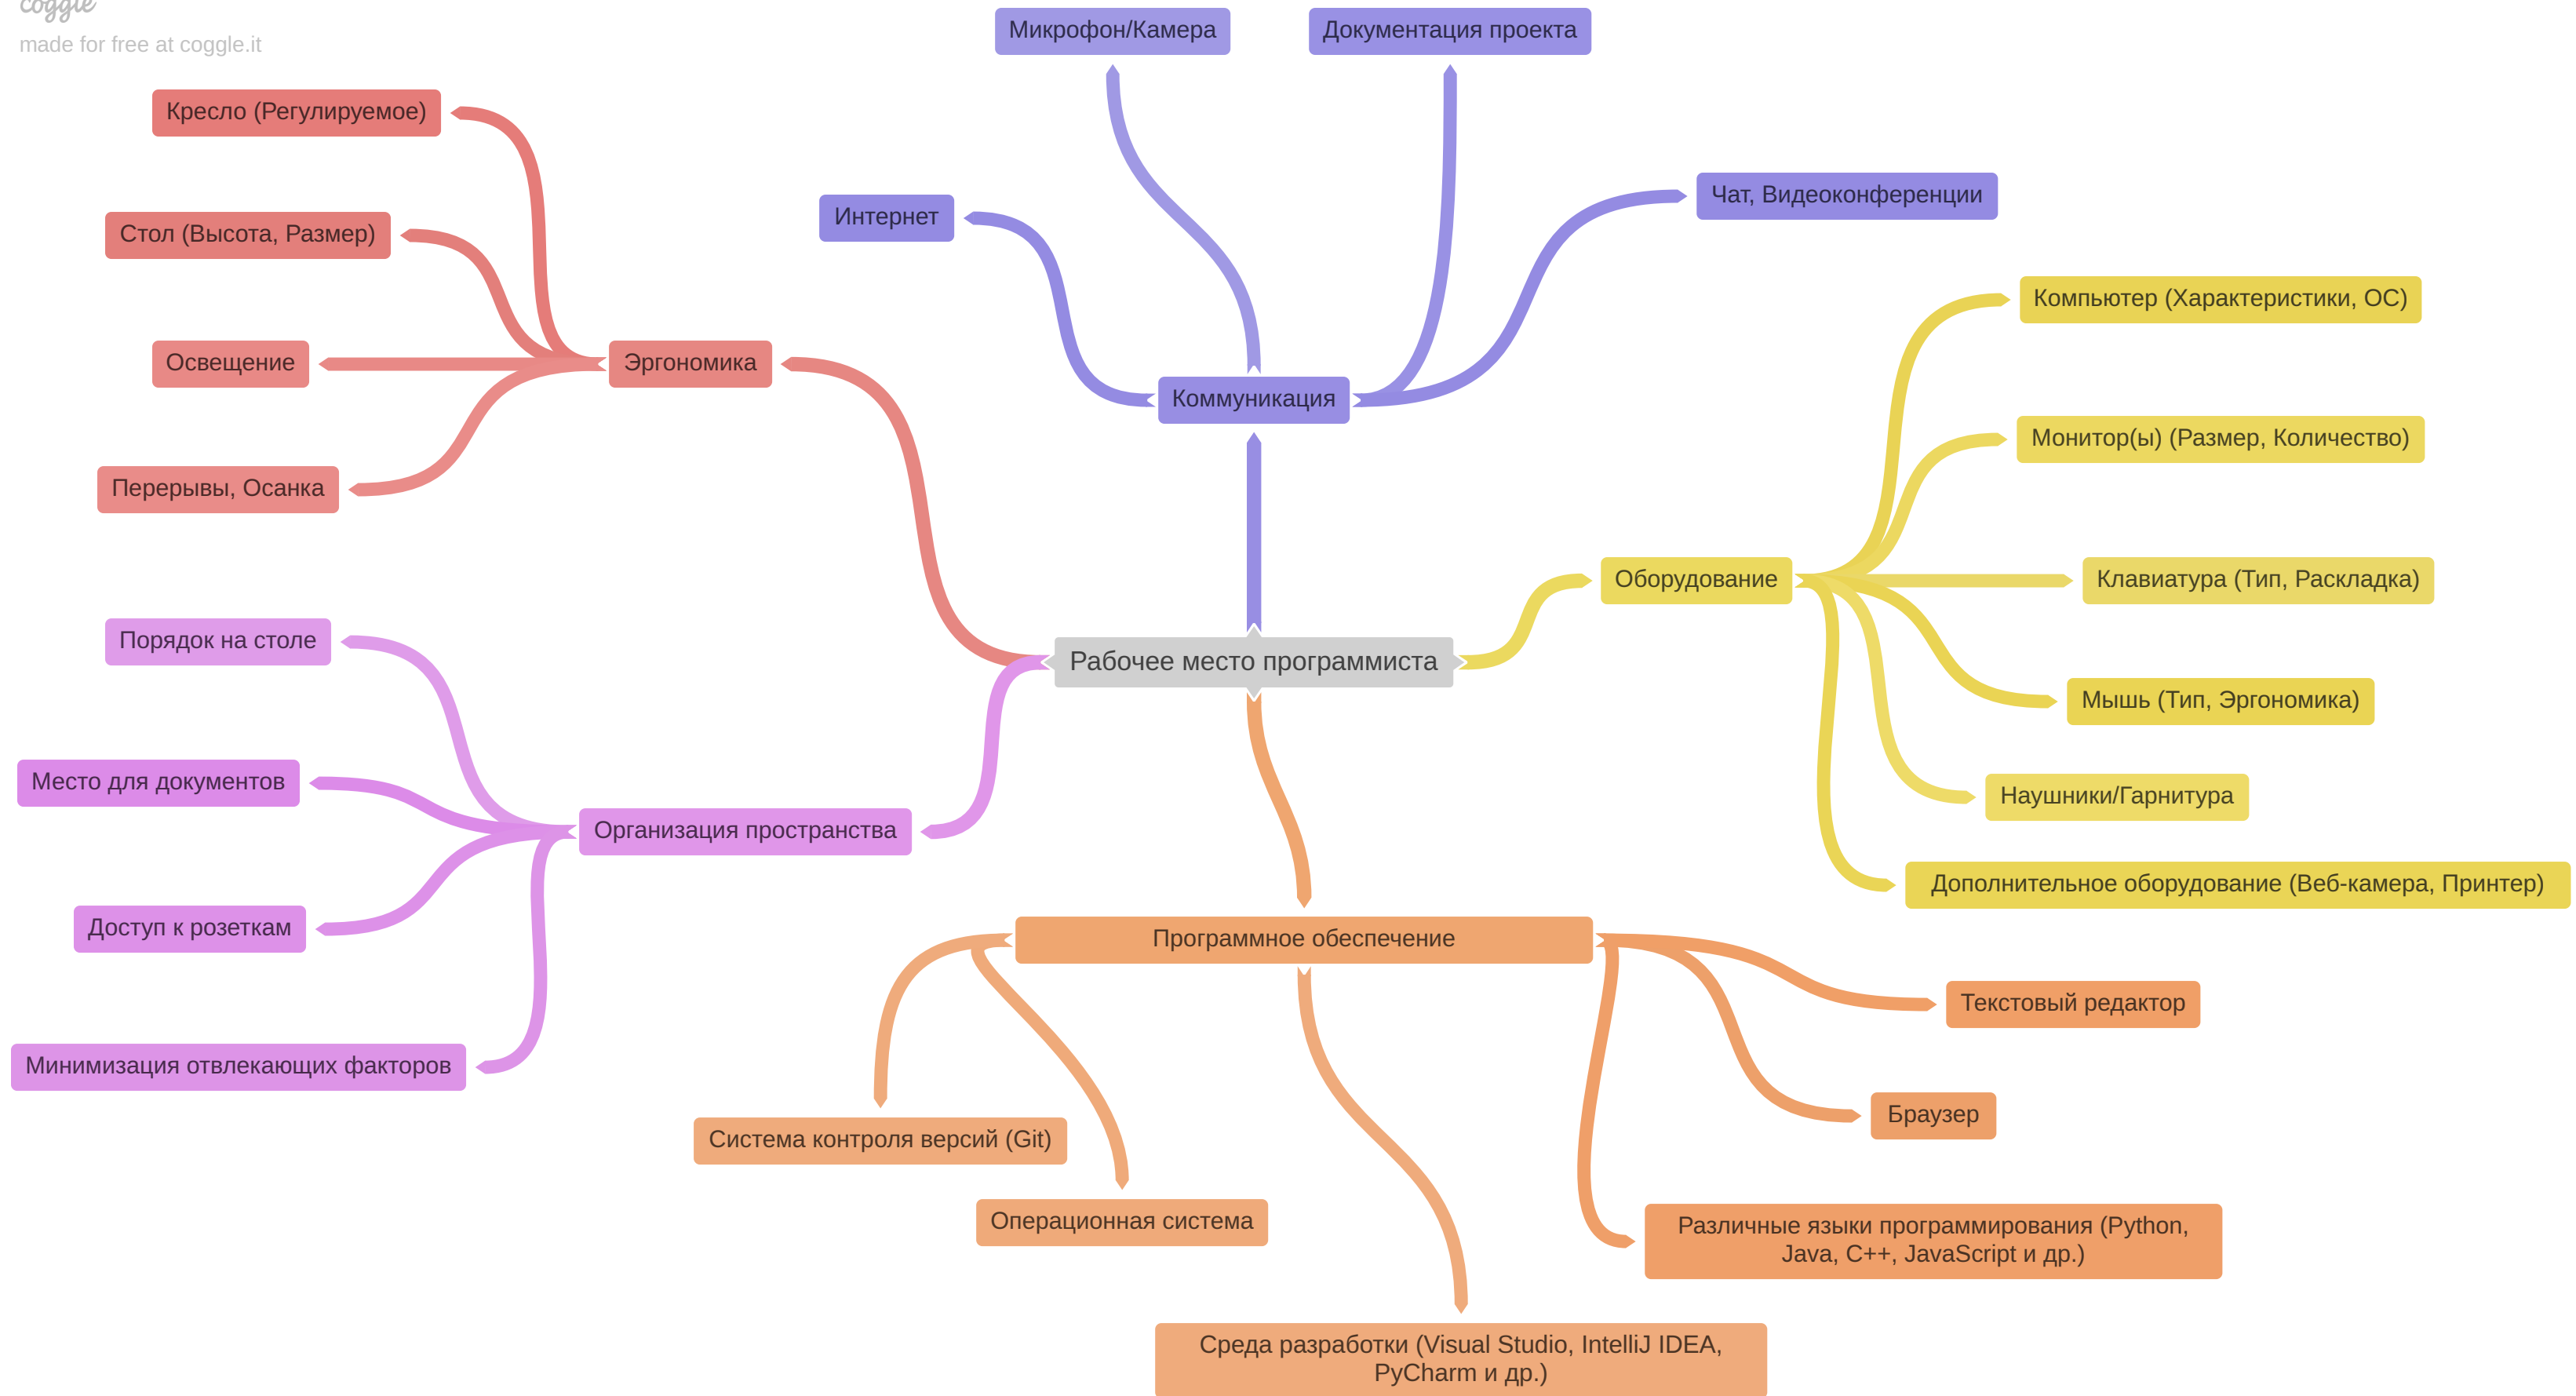 coggle
made for free at coggle.it
Микрофон/Камера
Документация проекта
Кресло (Регулируемое)
Чат, Видеоконференции
Интернет
Стол (Высота, Размер)
Компьютер (Характеристики, ОС)
Освещение
Эргономика
Коммуникация
Монитор(ы) (Размер, Количество)
Перерывы, Осанка
Оборудование
Клавиатура (Тип, Раскладка)
Порядок на столе
Рабочее место программиста
Мышь (Тип, Эргономика)
Место для документов
Наушники/Гарнитура
Организация пространства
Дополнительное оборудование (Веб-камера, Принтер)
Доступ к розеткам
Программное обеспечение
Текстовый редактор
Минимизация отвлекающих факторов
Браузер
Система контроля версий (Git)
Операционная система
Различные языки программирования (Python,
Java, C++, JavaScript и др.)
Среда разработки (Visual Studio, IntelliJ IDEA,
PyCharm и др.)